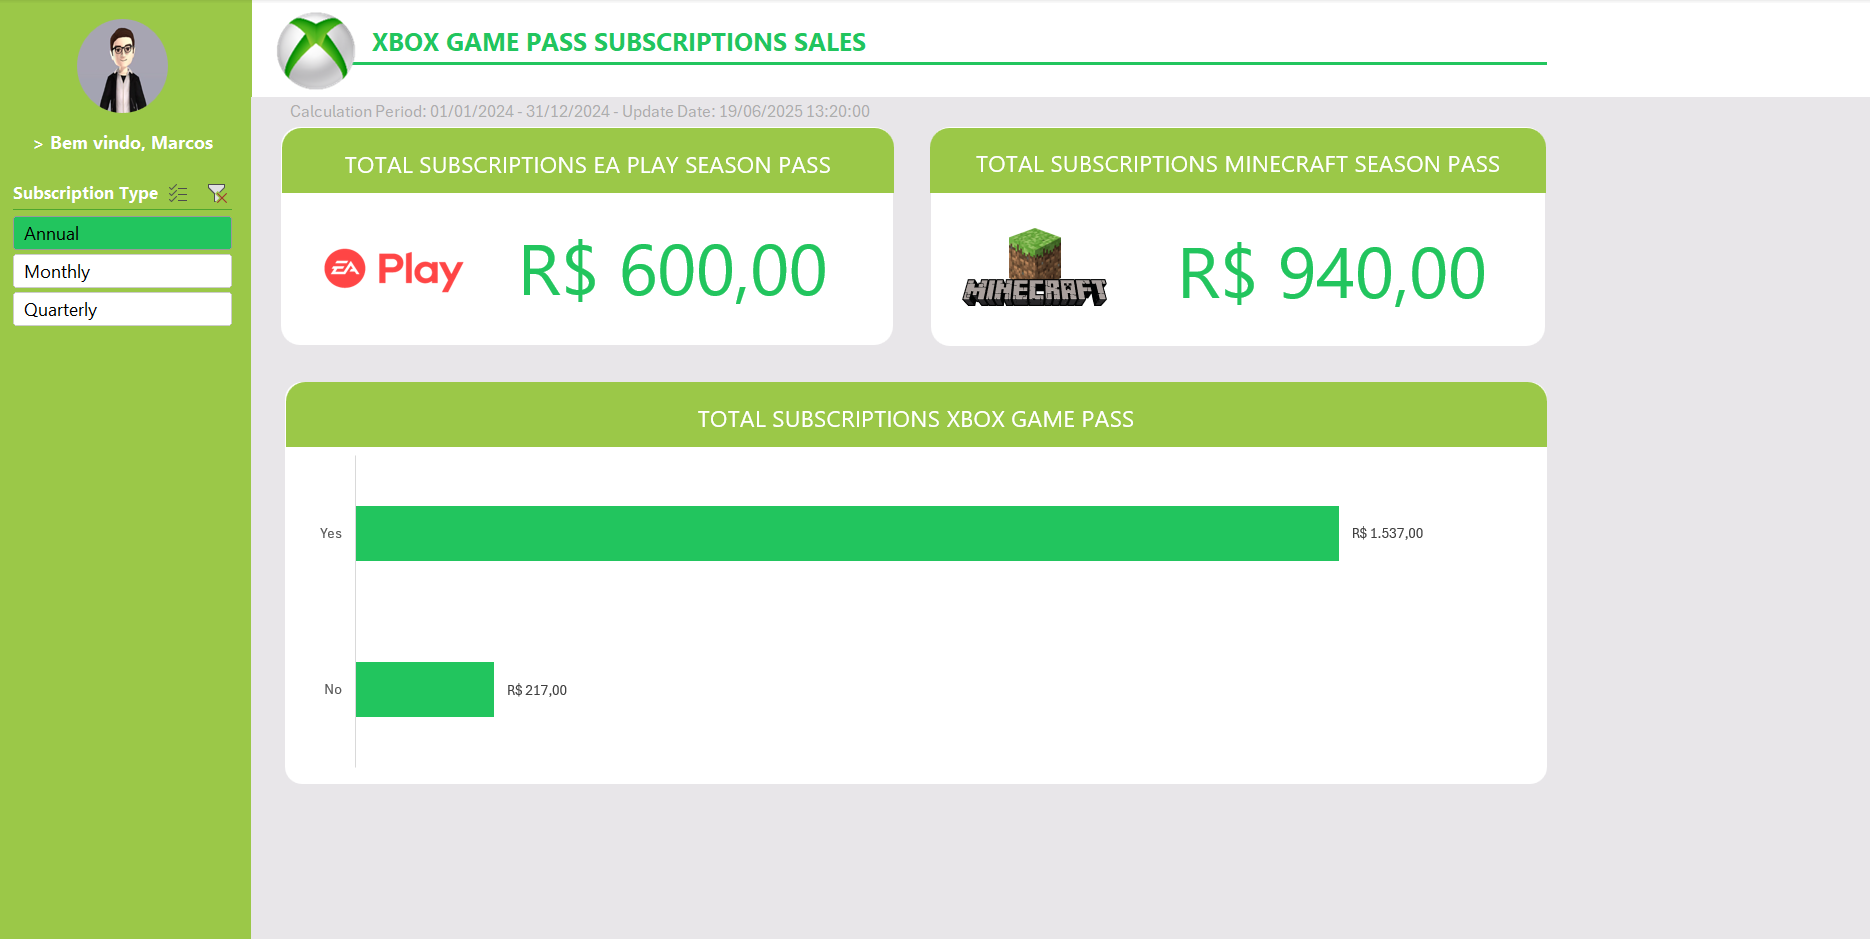 XBOX GAME PASS SUBSCRIPTIONS SALES
> Bem vindo, Marcos
Subscription Type
Annual
Monthly
Quarterly
Calculation Period: 01/01/2024 - 31/12/2024 - Update Date: 19/06/2025 13:20:00
TOTAL SUBSCRIPTIONS EA PLAY SEASON PASS
EA Play
R$ 600,00
TOTAL SUBSCRIPTIONS MINECRAFT SEASON PASS
MINECRAFT
R$ 940,00
TOTAL SUBSCRIPTIONS XBOX GAME PASS
Yes
R$ 1.537,00
No
R$ 217,00